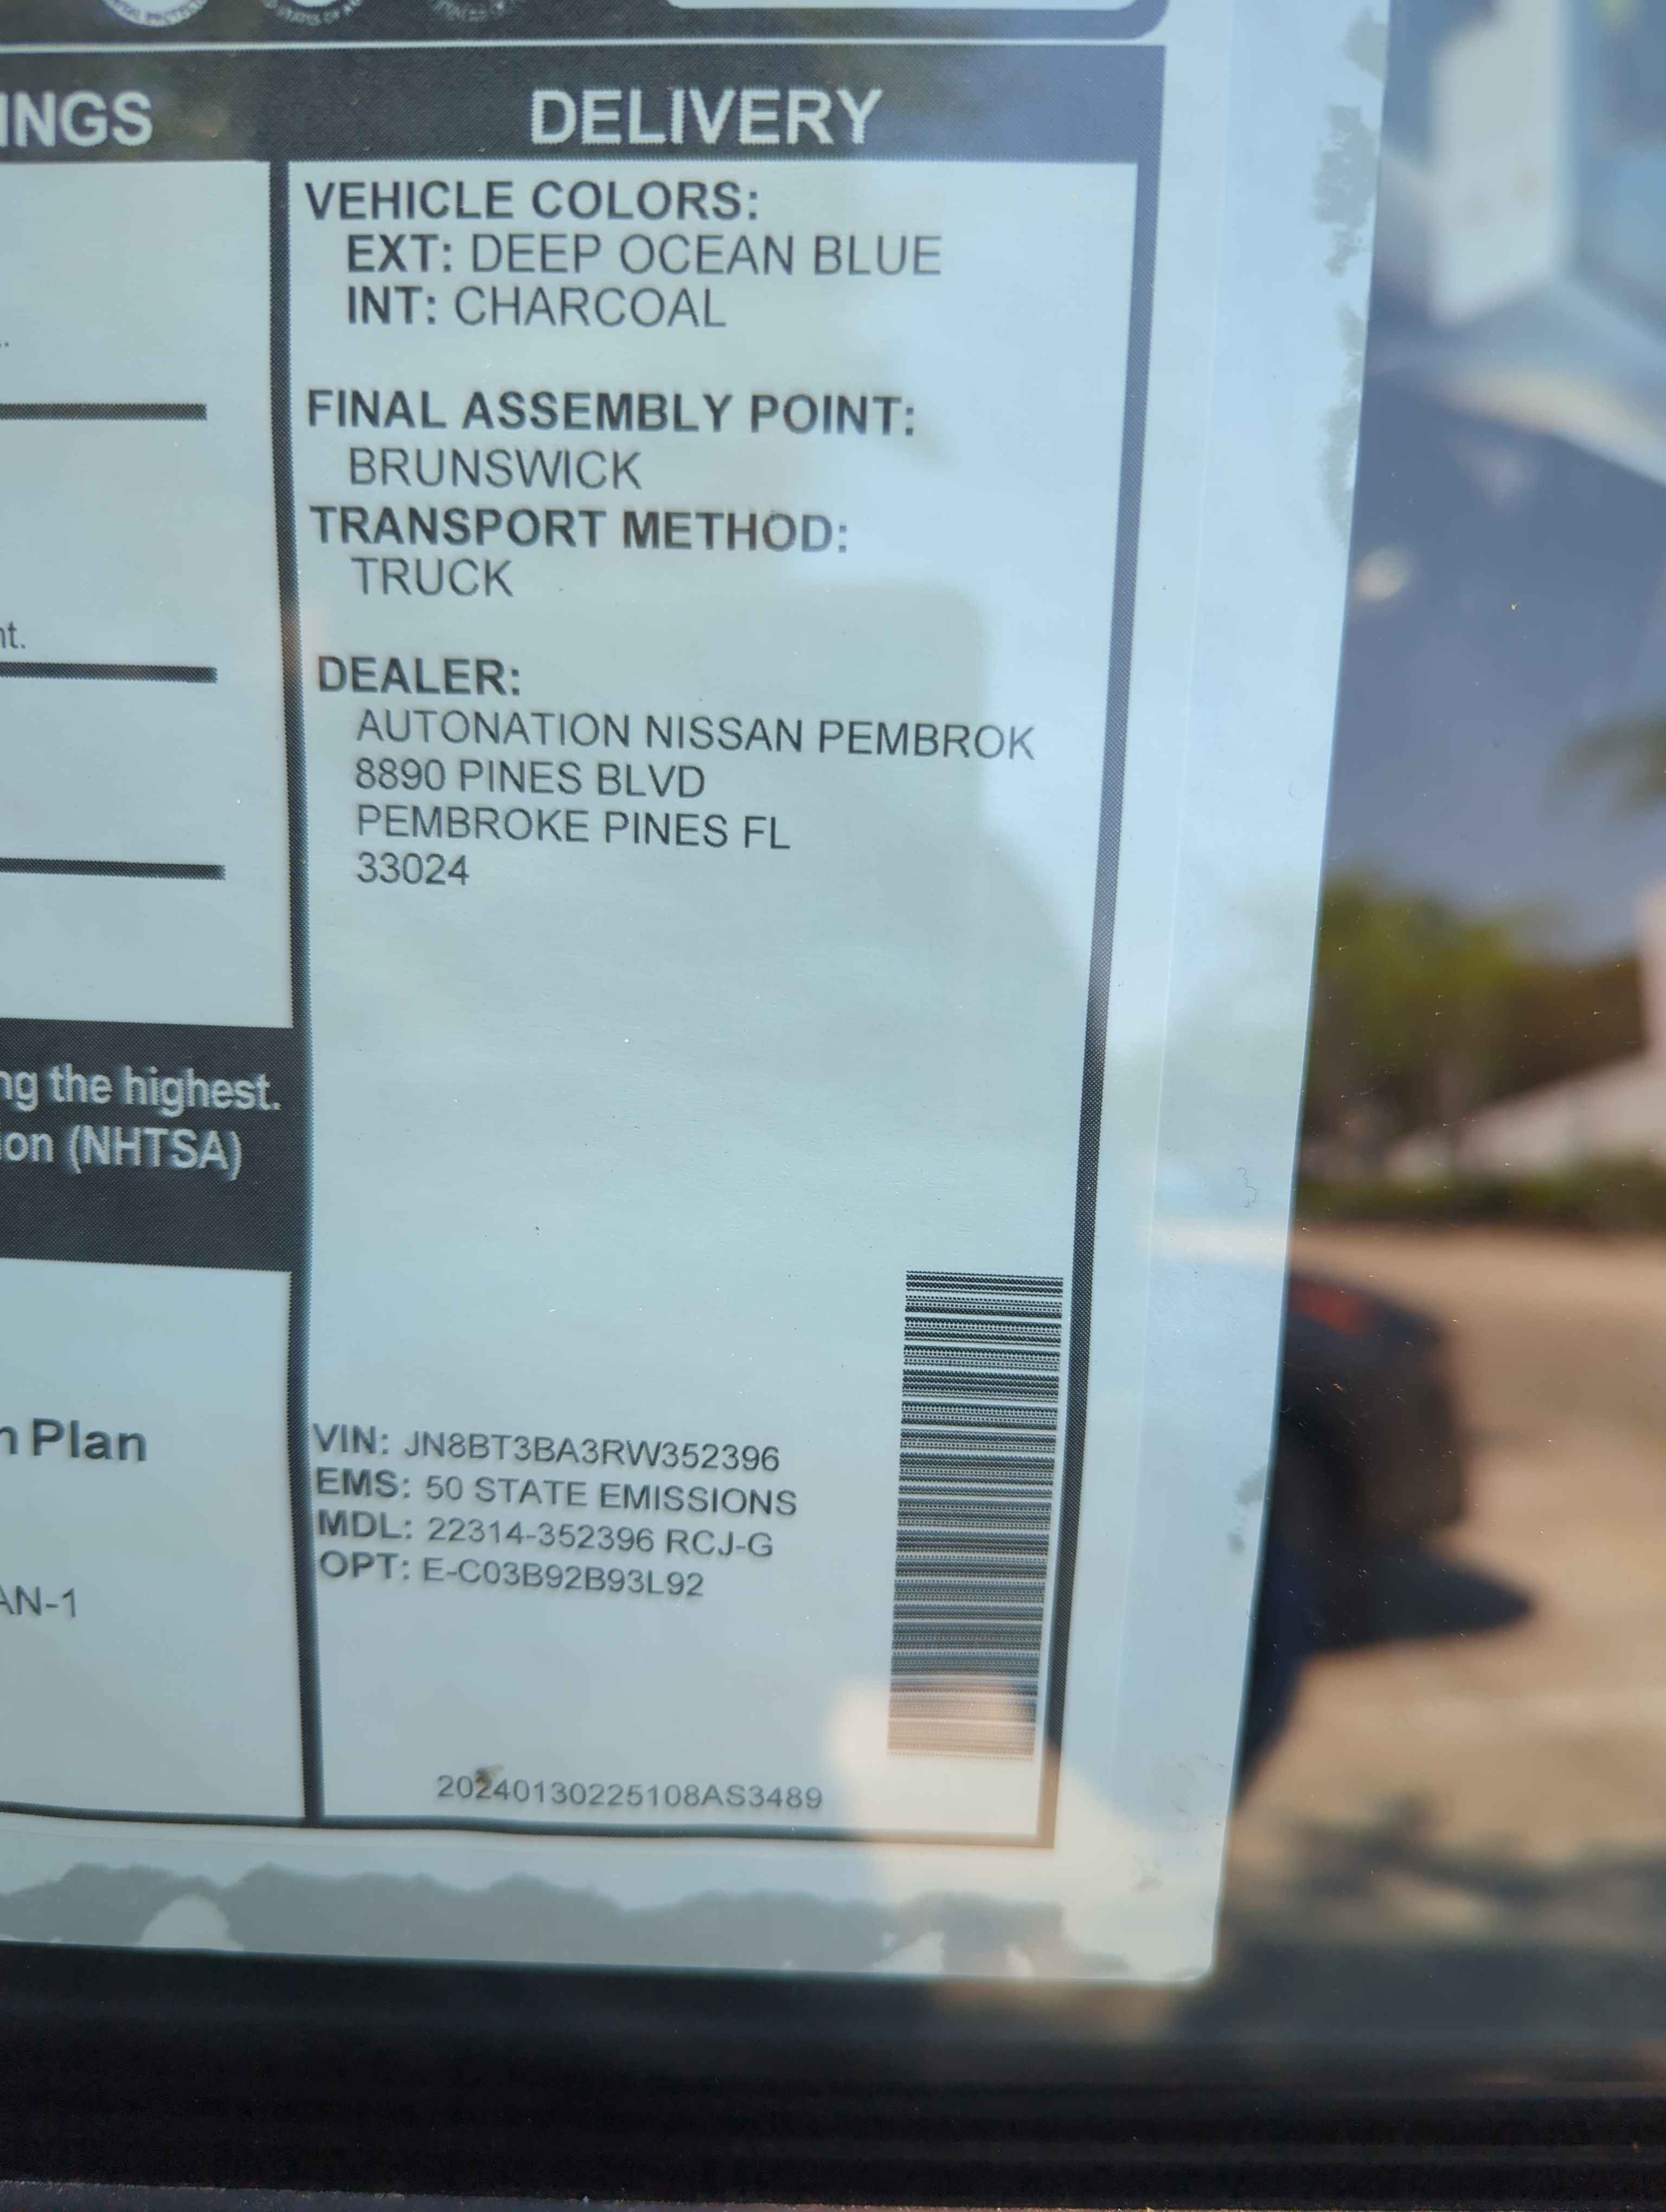 INGS
DELIVERY
VEHICLE COLORS:
EXT: DEEP OCEAN BLUE
INT: CHARCOAL
FINAL ASSEMBLY POINT:
BRUNSWICK
TRANSPORT METHOD:
TRUCK
nt.
DEALER:
AUTONATION NISSAN PEMBROK
8890 PINES BLVD
PEMBROKE PINES FL
33024
ng the highest.
ion (NHTSA)
n Plan
AN-1
VIN: JN8BT3BA3RW352396
EMS: 50 STATE EMISSIONS
MDL: 22314-352396 RCJ-G
OPT: E-C03B92B93L92
20240130225108AS3489